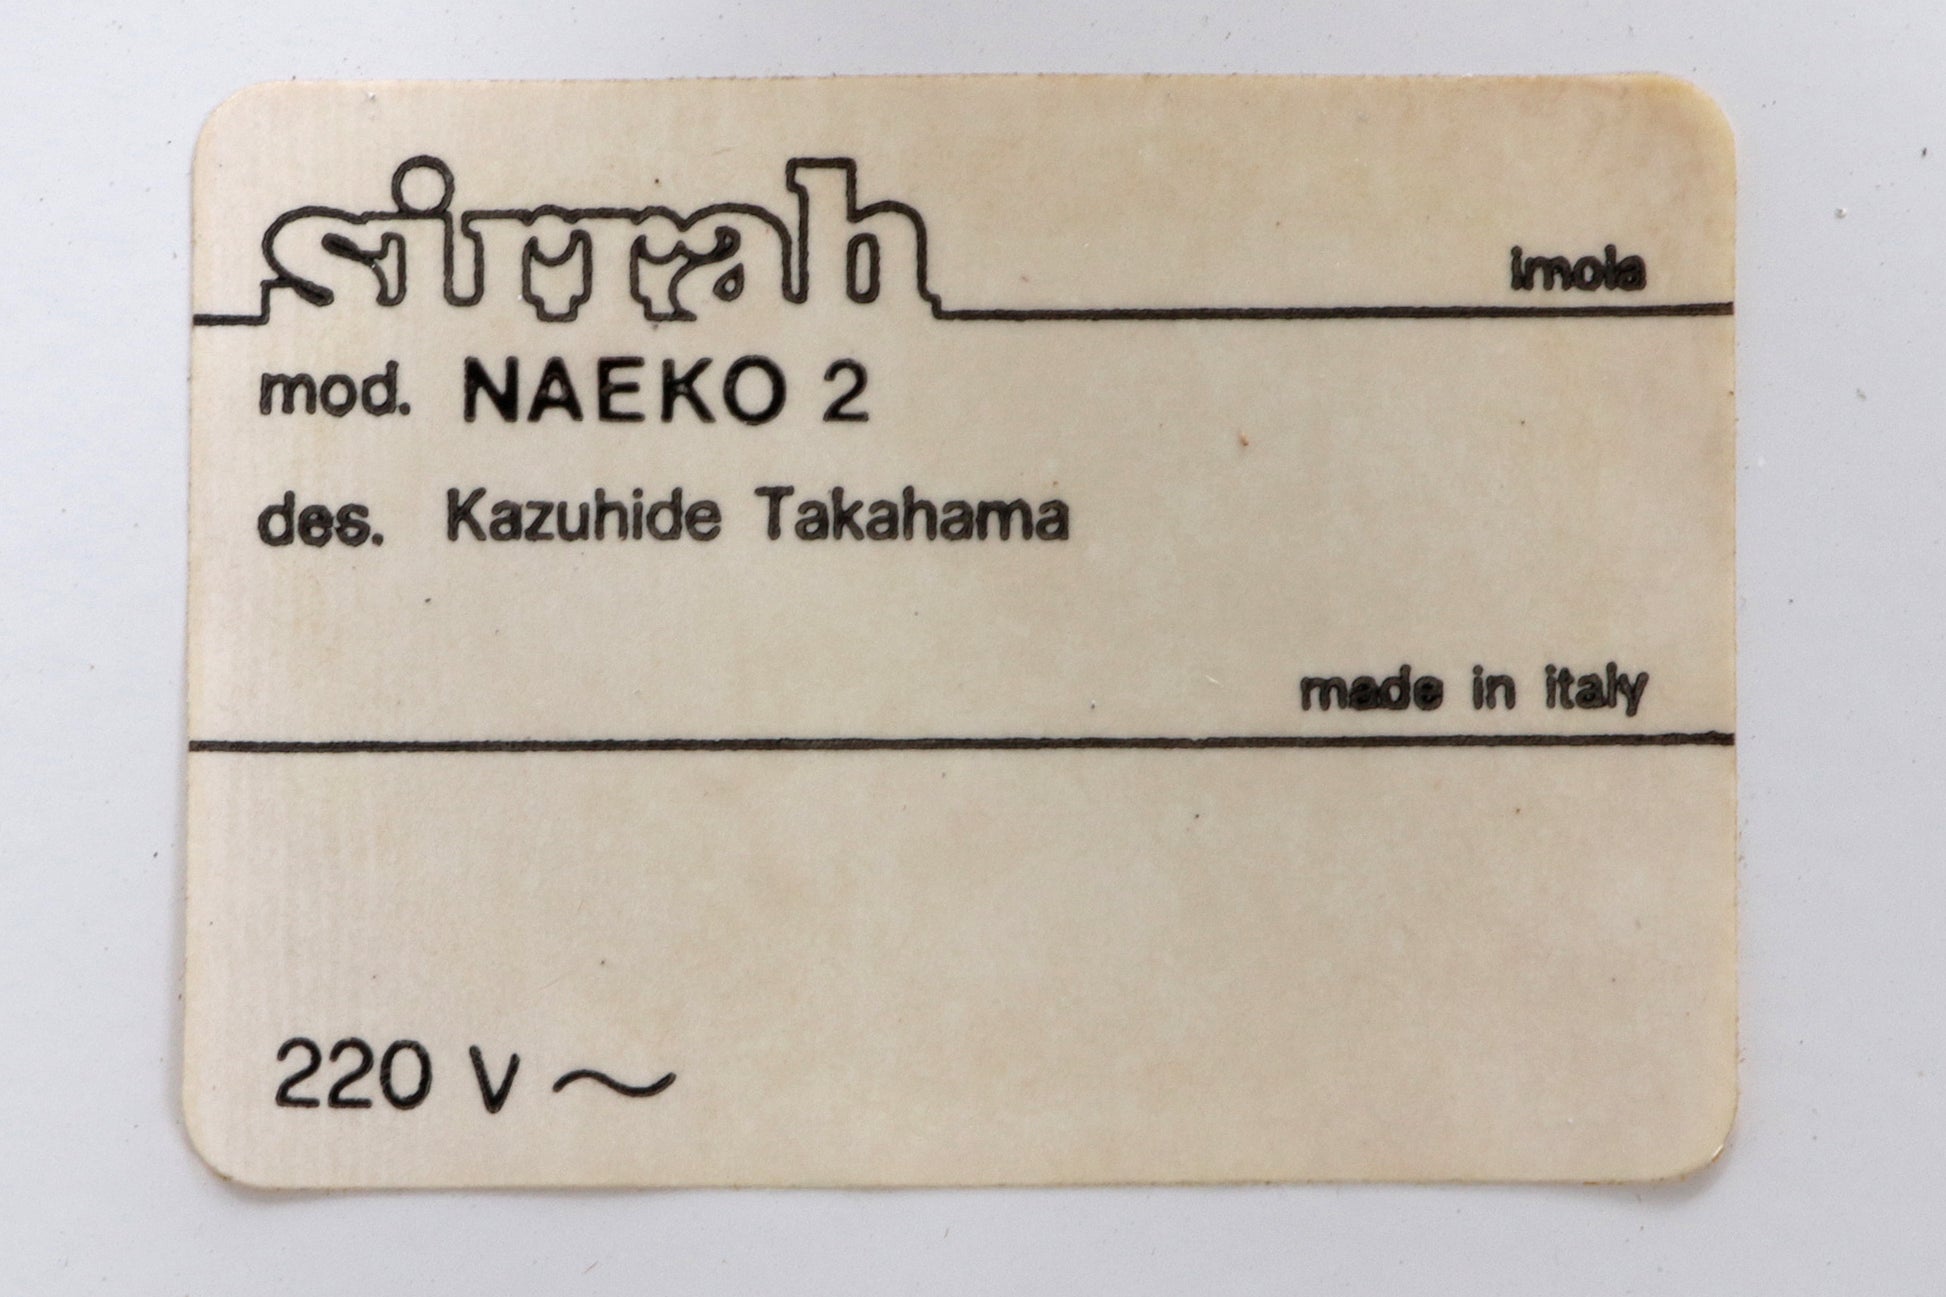 sirrah
imola
mod. NAEKO 2
des. Kazuhide Takahama
made in italy
220 V ~